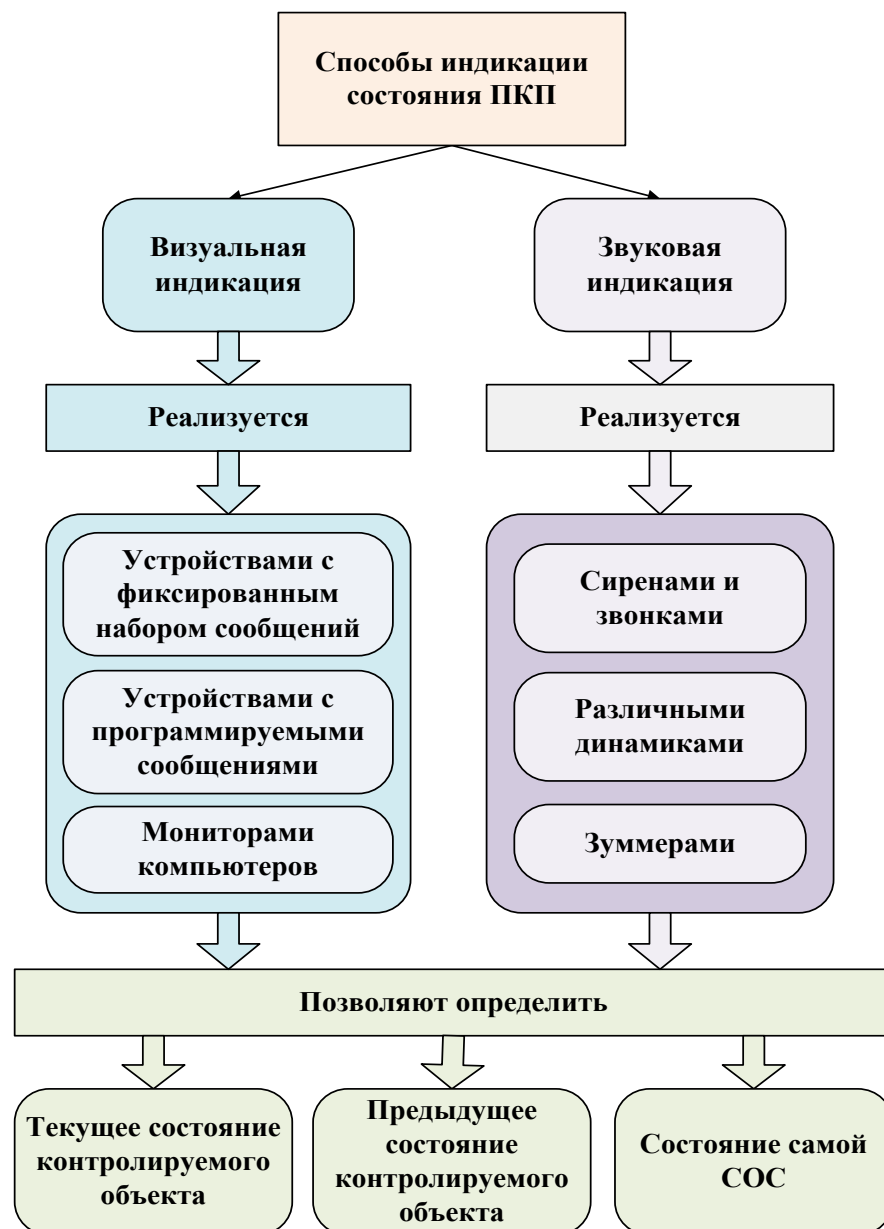 Способы индикации
состояния ПКП
Визуальная
индикация
Звуковая
индикация
Реализуется
Реализуется
Устройствами с
фиксированным
набором сообщений
Устройствами с
программируемыми
сообщениями
Мониторами
компьютеров
Сиренами и
звонками
Различными
динамиками
Зуммерами
Позволяют определить
Текущее состояние
контролируемого
объекта
Предыдущее
состояние
контролируемого
объекта
Состояние самой
СОС